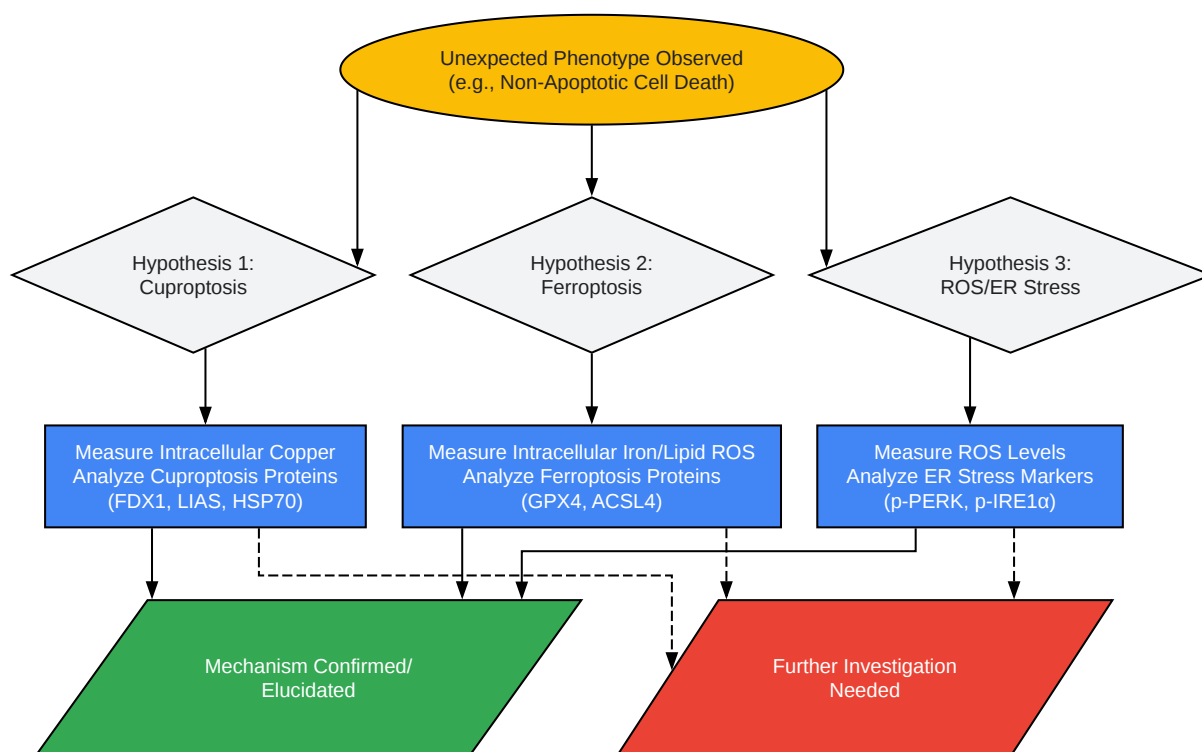 Unexpected Phenotype Observed
(e.g., Non-Apoptotic Cell Death)
Hypothesis 1:
Cuproptosis
Hypothesis 2:
Ferroptosis
Hypothesis 3:
ROS/ER Stress
Measure Intracellular Copper
Analyze Cuproptosis Proteins
(FDX1, LIAS, HSP70)
Measure Intracellular Iron/Lipid ROS
Analyze Ferroptosis Proteins
(GPX4, ACSL4)
Measure ROS Levels
Analyze ER Stress Markers
(p-PERK, p-IRE1α)
Mechanism Confirmed/
Elucidated
Further Investigation
Needed